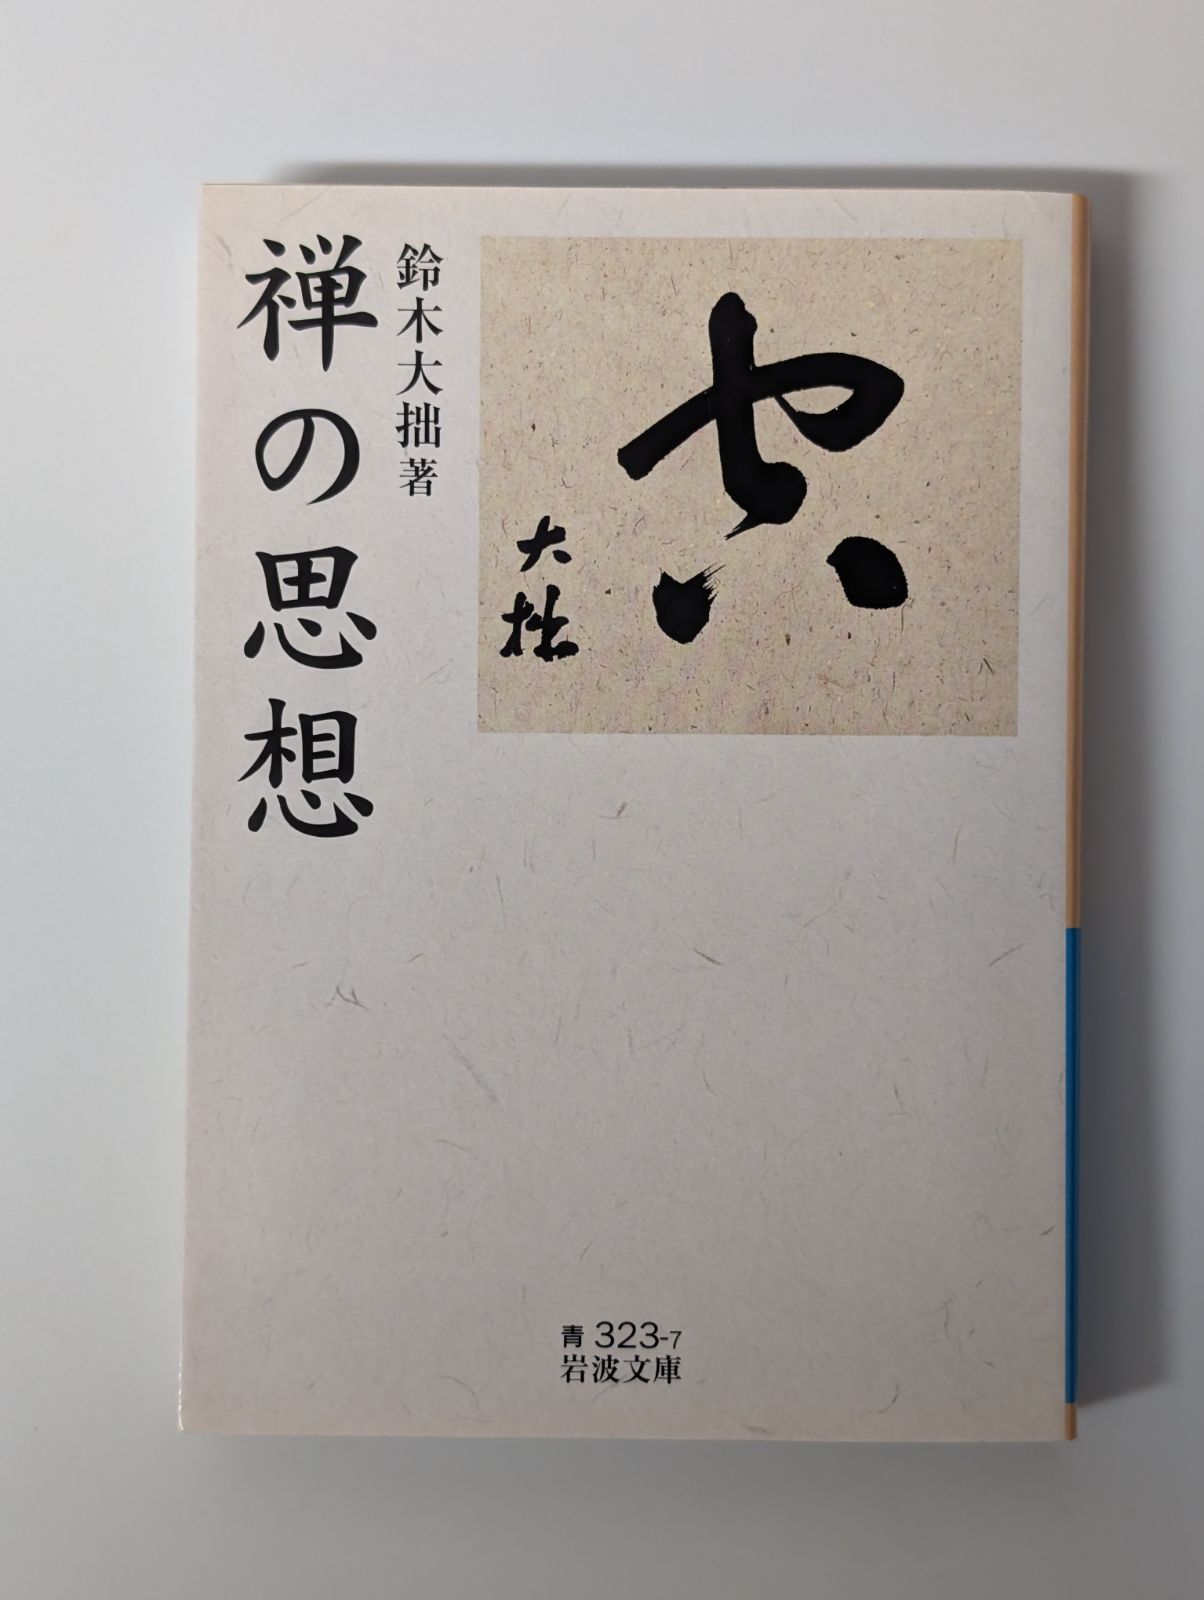 禅の思想
鈴木大拙著
大拙
青 323-7
岩波文庫